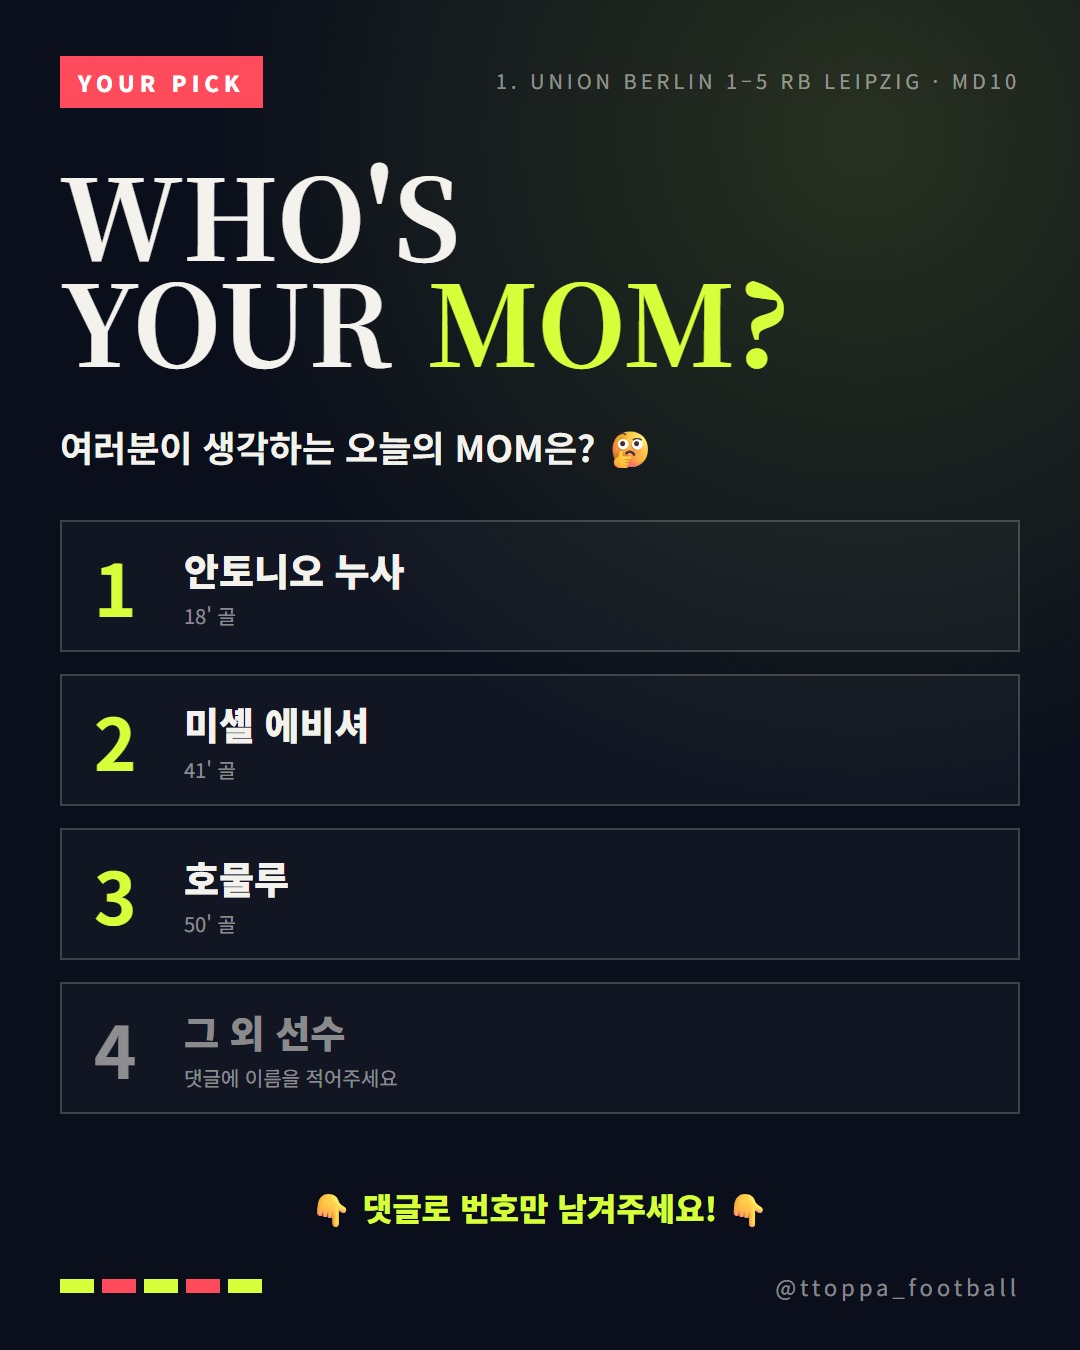 YOUR PICK
1. UNION BERLIN 1–5 RB LEIPZIG · MD10
WHO'S
YOUR MOM?
여러분이 생각하는 오늘의 MOM은? 🤔
1
안토니오 누사
18' 골
2
미셸 에비셔
41' 골
3
호물루
50' 골
4
그 외 선수
댓글에 이름을 적어주세요
👇 댓글로 번호만 남겨주세요! 👇
@ttoppa_football